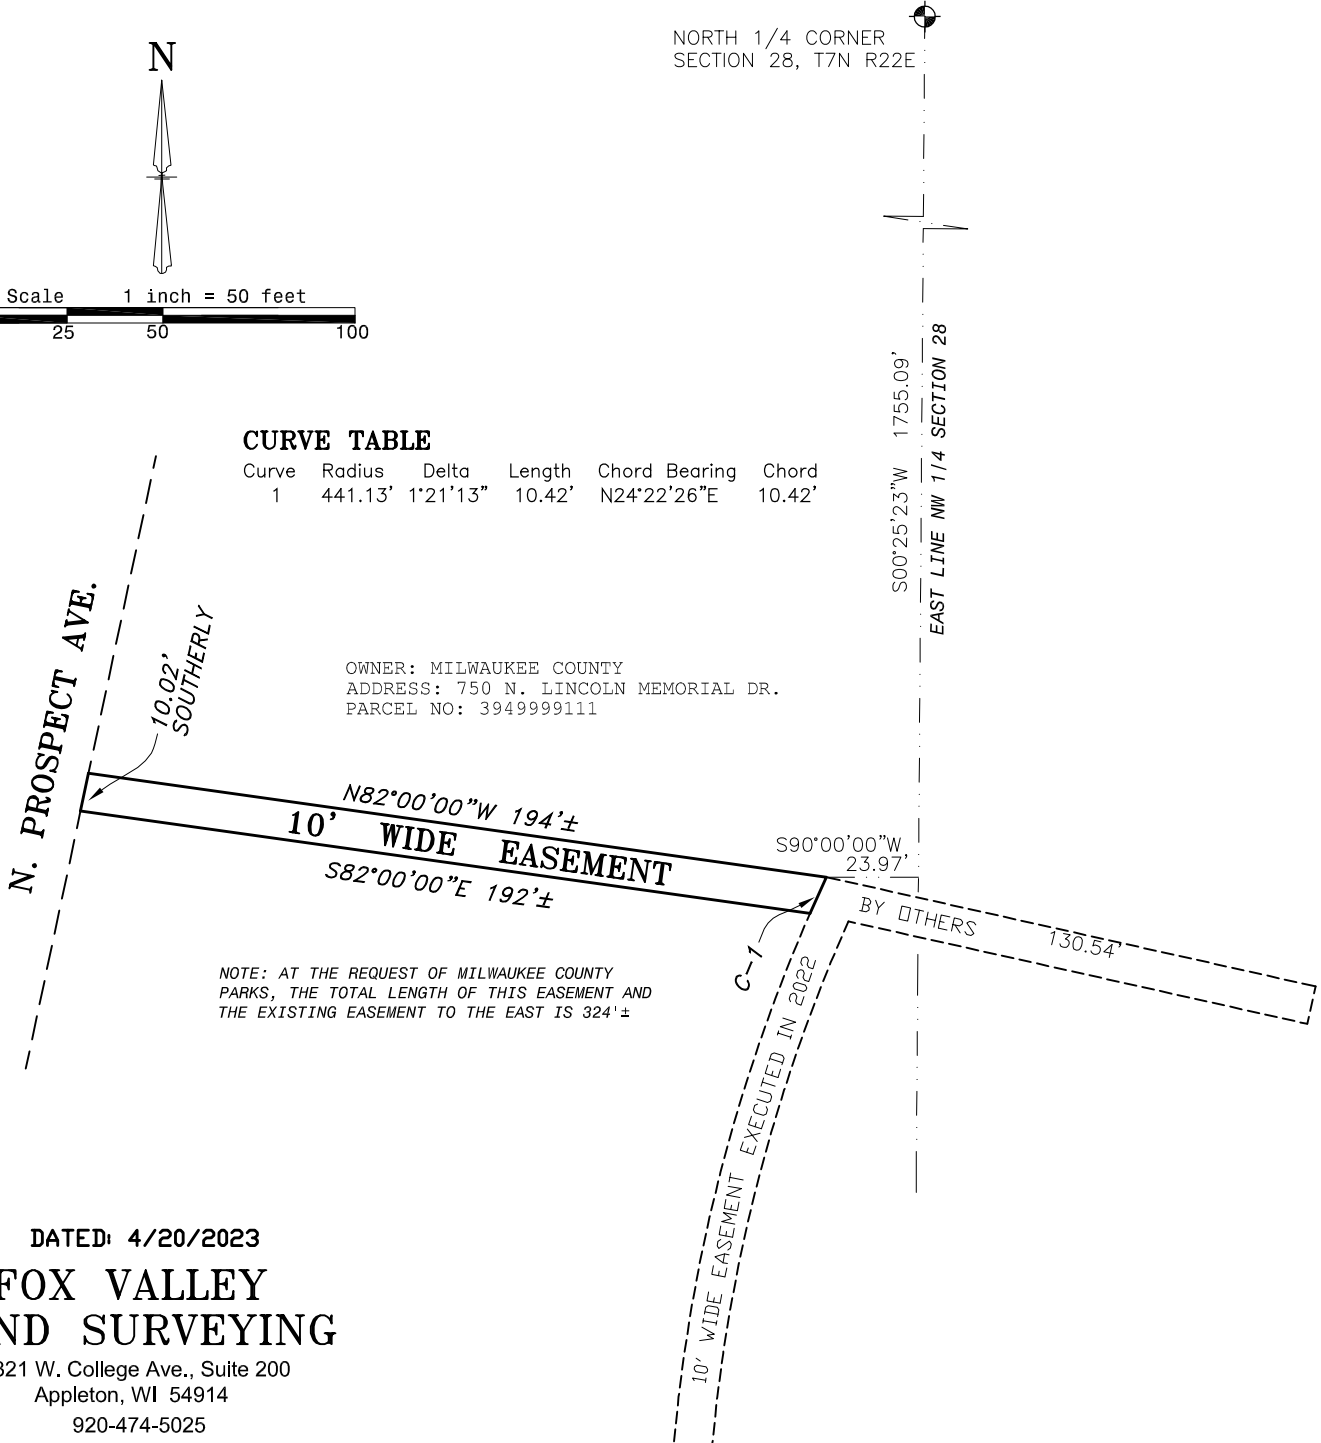 NORTH 1/4 CORNER
SECTION 28, T7N R22E
N
Scale 1 inch = 50 feet
25 50 100
S00°25'23"W 1755.09'
EAST LINE NW 1/4 SECTION 28
CURVE TABLE
Curve Radius Delta Length Chord Bearing Chord
1 441.13' 1°21'13" 10.42' N24°22'26"E 10.42'
N. PROSPECT AVE.
10.02'
SOUTHERLY
OWNER: MILWAUKEE COUNTY
ADDRESS: 750 N. LINCOLN MEMORIAL DR.
PARCEL NO: 3949999111
N82°00'00"W 194'±
10' WIDE EASEMENT
S82°00'00"E 192'±
S90°00'00"W
23.97'
BY OTHERS 130.54'
C-1
NOTE: AT THE REQUEST OF MILWAUKEE COUNTY
PARKS, THE TOTAL LENGTH OF THIS EASEMENT AND
THE EXISTING EASEMENT TO THE EAST IS 324'±
10' WIDE EASEMENT EXECUTED IN 2022
DATED: 4/20/2023
FOX VALLEY
ND SURVEYING
321 W. College Ave., Suite 200
Appleton, WI 54914
920-474-5025